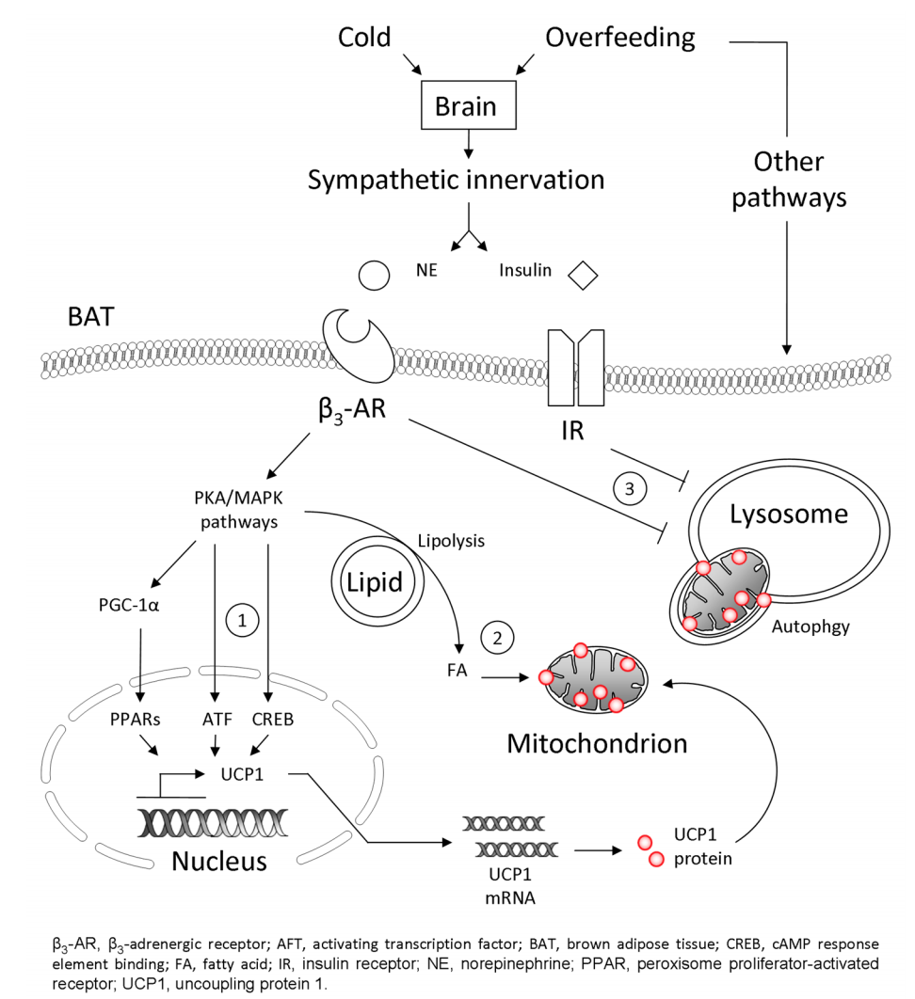 Cold
Overfeeding
Brain
Other
pathways
Sympathetic innervation
NE
Insulin
BAT
β3-AR
IR
3
PKA/MAPK
pathways
Lysosome
Lipolysis
Lipid
PGC-1α
1
Autophgy
2
FA
PPARs
ATF
CREB
Mitochondrion
UCP1
Nucleus
UCP1
protein
UCP1
mRNA
β3-AR, β3-adrenergic receptor; AFT, activating transcription factor; BAT, brown adipose tissue; CREB, cAMP response
element binding; FA, fatty acid; IR, insulin receptor; NE, norepinephrine; PPAR, peroxisome proliferator-activated
receptor; UCP1, uncoupling protein 1.